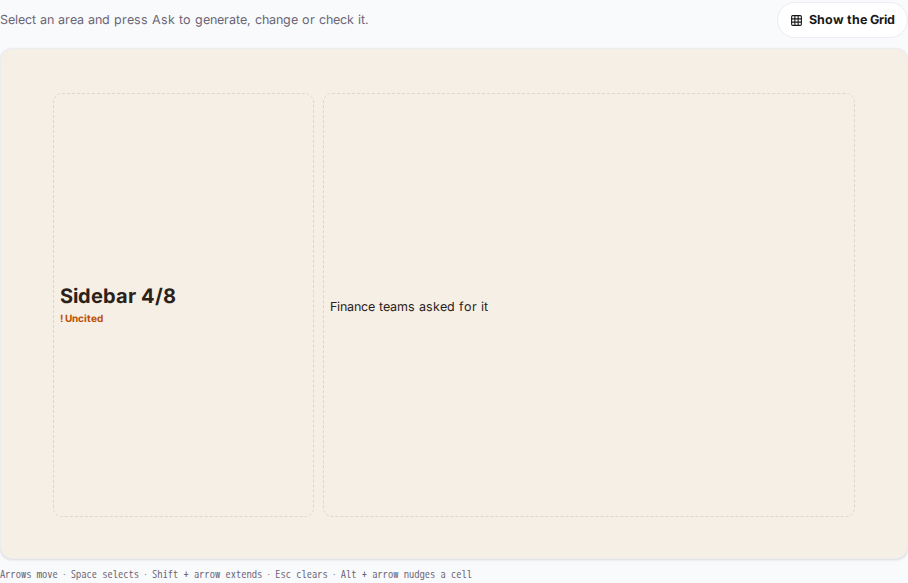 Select an area and press Ask to generate, change or check it.
Show the Grid
Sidebar 4/8
! Uncited
Finance teams asked for it
Arrows move · Space selects · Shift + arrow extends · Esc clears · Alt + arrow nudges a cell